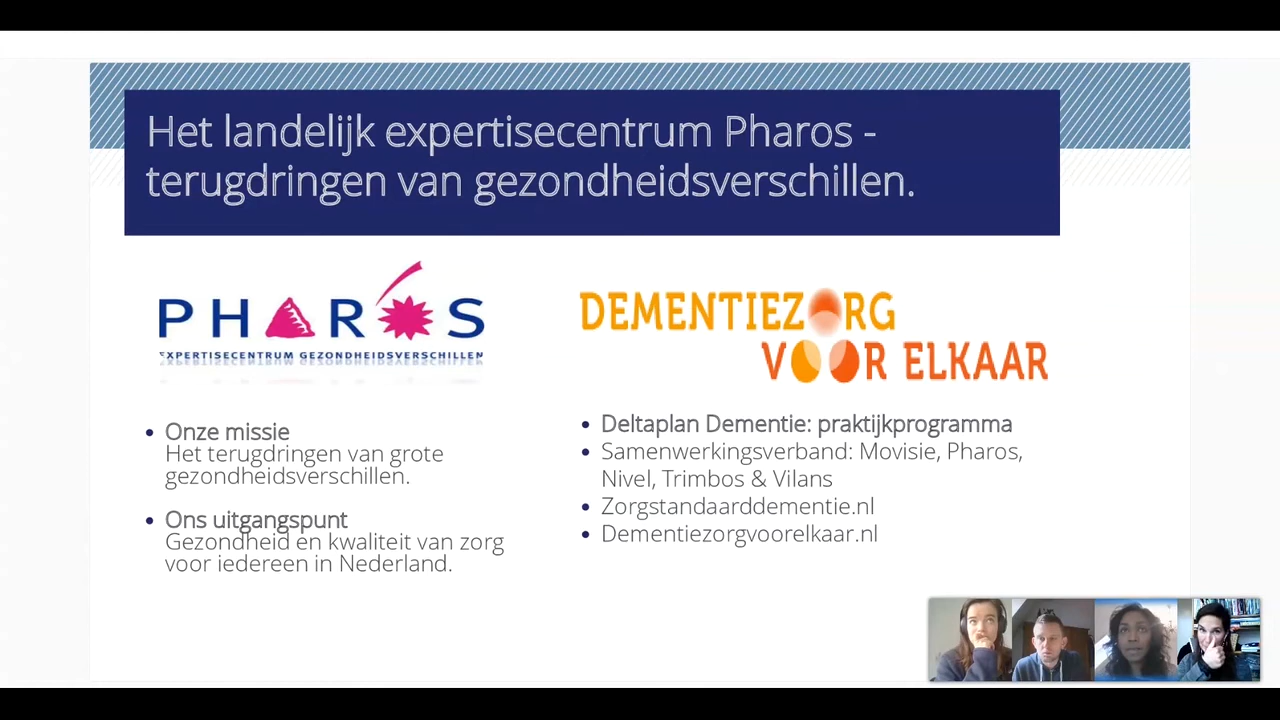 Het landelijk expertisecentrum Pharos -
terugdringen van gezondheidsverschillen.
PHAROS
EXPERTISECENTRUM GEZONDHEIDSVERSCHILLEN
• Onze missie
Het terugdringen van grote
gezondheidsverschillen.
• Ons uitgangspunt
Gezondheid en kwaliteit van zorg
voor iedereen in Nederland.
DEMENTIEZORG
VOOR ELKAAR
• Deltaplan Dementie: praktijkprogramma
• Samenwerkingsverband: Movisie, Pharos,
Nivel, Trimbos & Vilans
• Zorgstandaarddementie.nl
• Dementiezorgvoorelkaar.nl